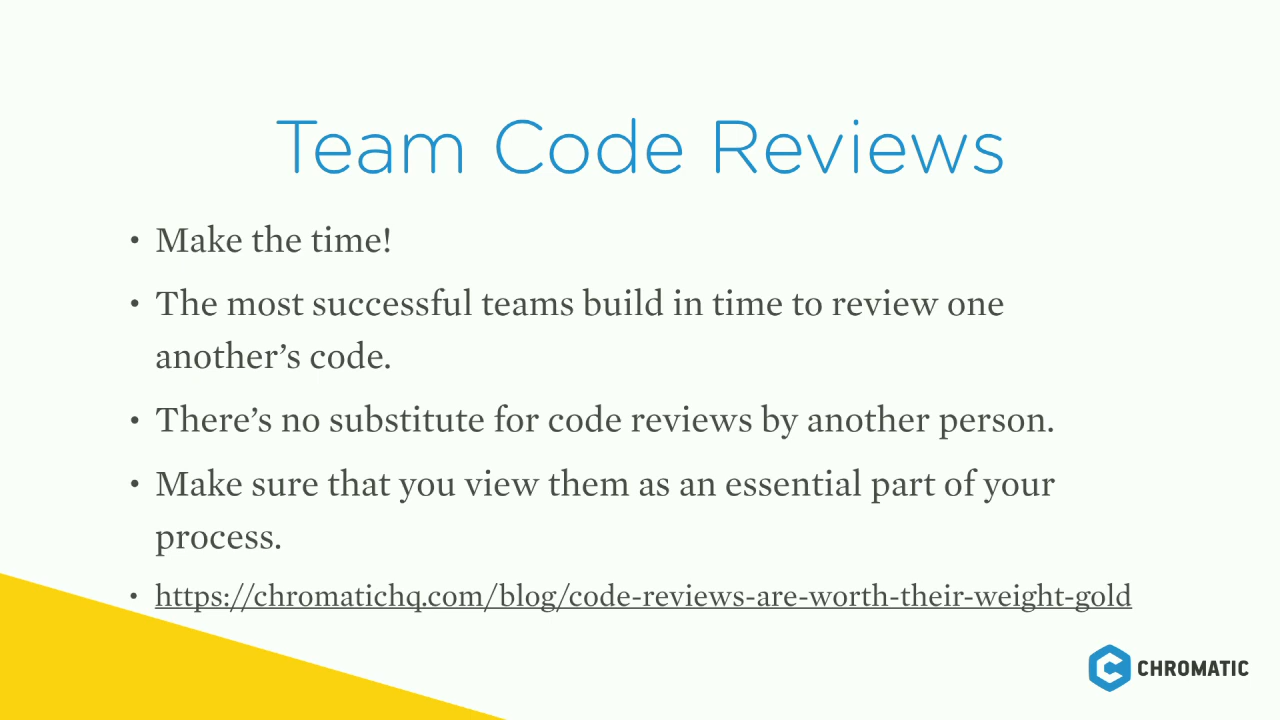 Team Code Reviews
• Make the time!
• The most successful teams build in time to review one
another’s code.
• There’s no substitute for code reviews by another person.
• Make sure that you view them as an essential part of your
process.
• https://chromatichq.com/blog/code-reviews-are-worth-their-weight-gold
CHROMATIC